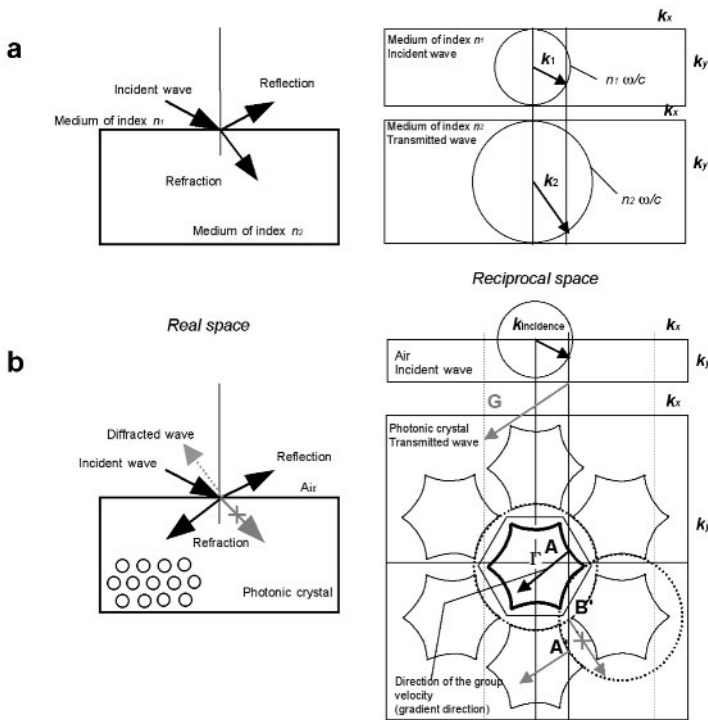 a
Incident wave
Reflection
Medium of index n1
Refraction
Medium of index n2
kx
Medium of index n1
Incident wave
k1
n1 ω/c
ky
kx
Medium of index n2
Transmitted wave
k2
n2 ω/c
ky
Reciprocal space
Real space
b
Diffracted wave
Incident wave
Reflection
Air
Refraction
Photonic crystal
kincidence
kx
Air
Incident wave
ky
G
kx
Photonic crystal
Transmitted wave
ky
A
Γ
B'
A'
Direction of the group
velocity
(gradient direction)